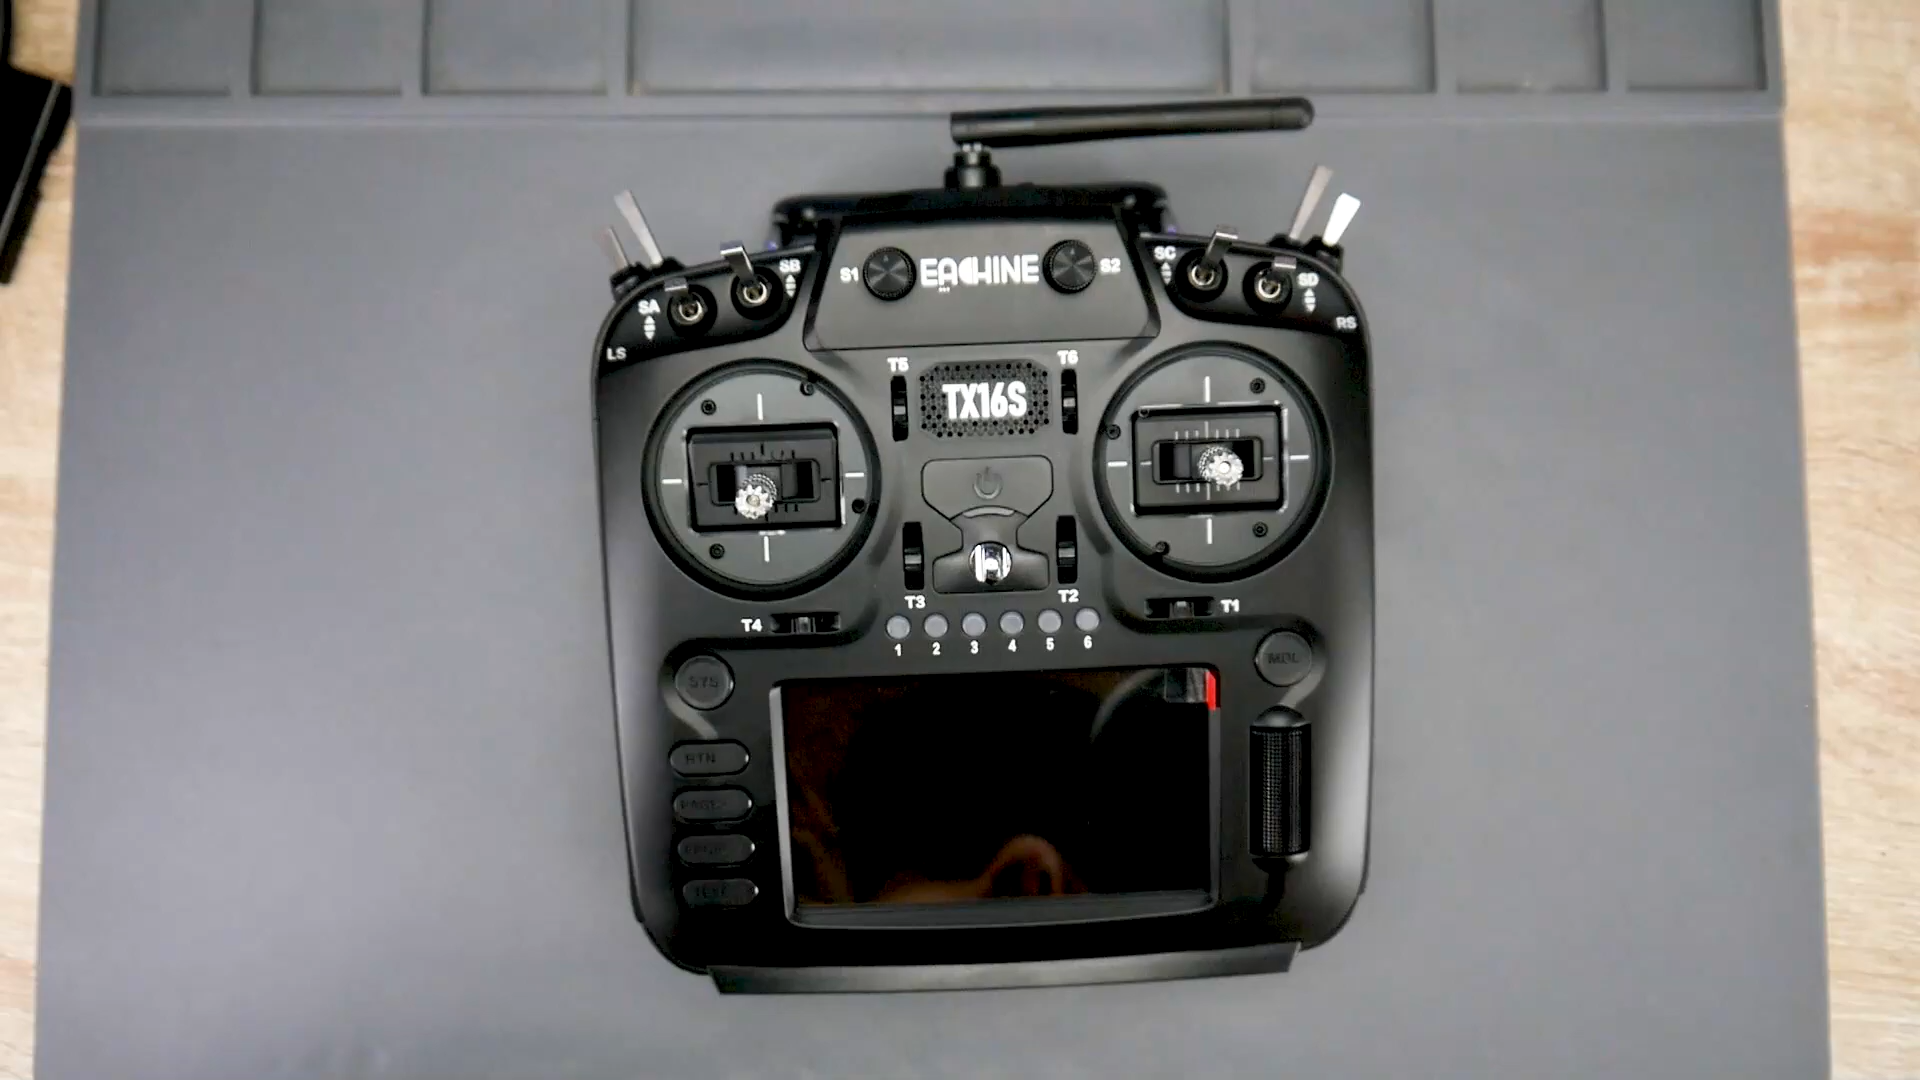 S1 EACHINE S2
SB
SC
SA
SD
LS
RS
T5
T6
TX16S
T3
T2
T4
T1
1 2 3 4 5 6
SYS
MDL
RTN
TELE